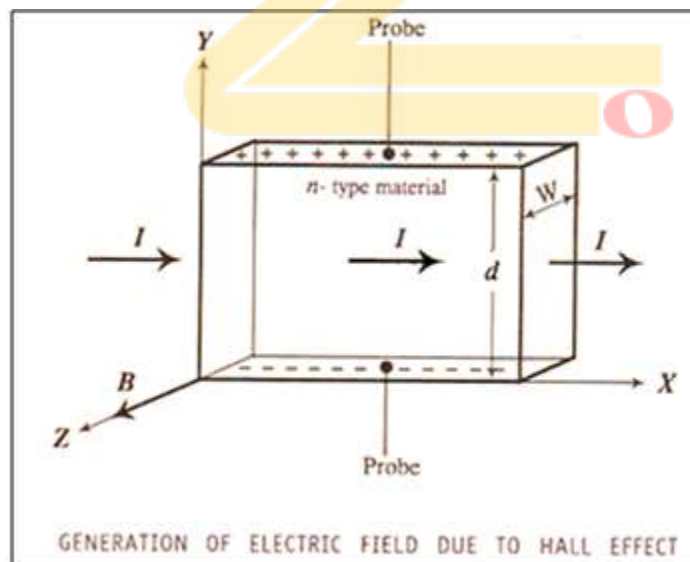 Probe
Y
+ + + + + + + + + + +
n- type material
W
I
I
I
d
B
- - - - - - - - - - -
X
Z
Probe
GENERATION OF ELECTRIC FIELD DUE TO HALL EFFECT